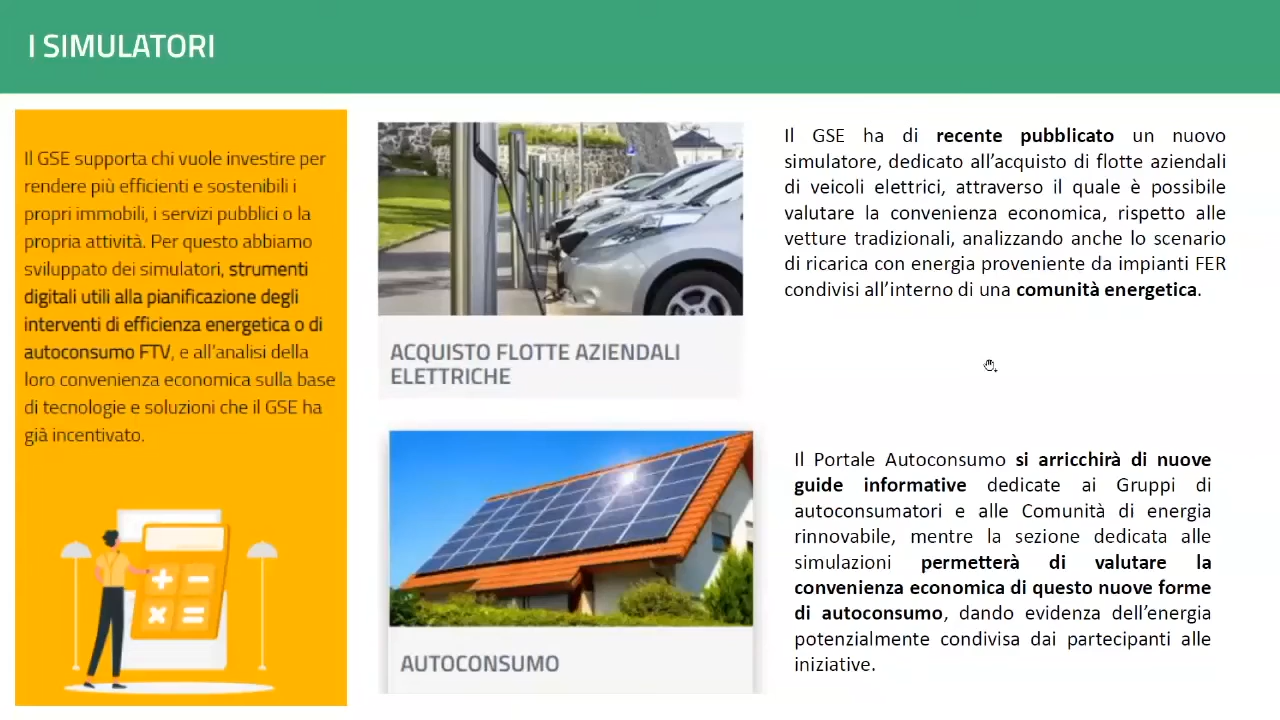 I SIMULATORI
Il GSE supporta chi vuole investire per
rendere più efficienti e sostenibili i
propri immobili, i servizi pubblici o la
propria attività. Per questo abbiamo
sviluppato dei simulatori, strumenti
digitali utili alla pianificazione degli
interventi di efficienza energetica o di
autoconsumo FTV, e all'analisi della
loro convenienza economica sulla base
di tecnologie e soluzioni che il GSE ha
già incentivato.
ACQUISTO FLOTTE AZIENDALI
ELETTRICHE
Il GSE ha di recente pubblicato un nuovo
simulatore, dedicato all'acquisto di flotte aziendali
di veicoli elettrici, attraverso il quale è possibile
valutare la convenienza economica, rispetto alle
vetture tradizionali, analizzando anche lo scenario
di ricarica con energia proveniente da impianti FER
condivisi all'interno di una comunità energetica.
AUTOCONSUMO
Il Portale Autoconsumo si arricchirà di nuove
guide informative dedicate ai Gruppi di
autoconsumatori e alle Comunità di energia
rinnovabile, mentre la sezione dedicata alle
simulazioni permetterà di valutare la
convenienza economica di questo nuove forme
di autoconsumo, dando evidenza dell'energia
potenzialmente condivisa dai partecipanti alle
iniziative.